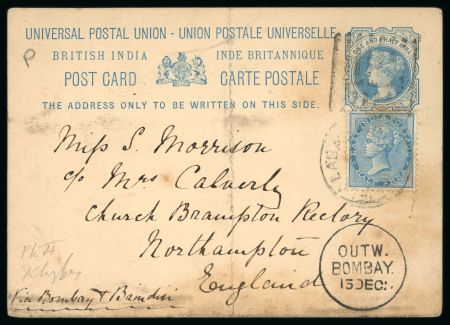 UNIVERSAL POSTAL UNION - UNION POSTALE UNIVERSELLE
BRITISH INDIA INDE BRITANNIQUE
POST CARD CARTE POSTALE
THE ADDRESS ONLY TO BE WRITTEN ON THIS SIDE.
P
Miss S. Morrison
c/o Mrs Calverly
Church Brampton Rectory
Northampton
England
Via Bombay & Brindisi
OUTW.
BOMBAY.
15 DEC: